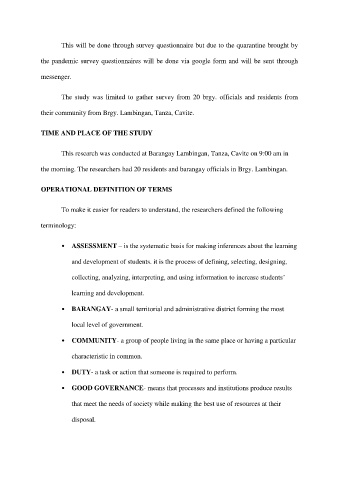 This will be done through survey questionnaire but due to the quarantine brought by
the pandemic survey questionnaires will be done via google form and will be sent through
messenger.
The study was limited to gather survey from 20 brgy. officials and residents from
their community from Brgy. Lambingan, Tanza, Cavite.
TIME AND PLACE OF THE STUDY
This research was conducted at Barangay Lambingan, Tanza, Cavite on 9:00 am in
the morning. The researchers had 20 residents and barangay officials in Brgy. Lambingan.
OPERATIONAL DEFINITION OF TERMS
To make it easier for readers to understand, the researchers defined the following
terminology:
• ASSESSMENT – is the systematic basis for making inferences about the learning
and development of students. it is the process of defining, selecting, designing,
collecting, analyzing, interpreting, and using information to increase students’
learning and development.
• BARANGAY- a small territorial and administrative district forming the most
local level of government.
• COMMUNITY- a group of people living in the same place or having a particular
characteristic in common.
• DUTY- a task or action that someone is required to perform.
• GOOD GOVERNANCE- means that processes and institutions produce results
that meet the needs of society while making the best use of resources at their
disposal.